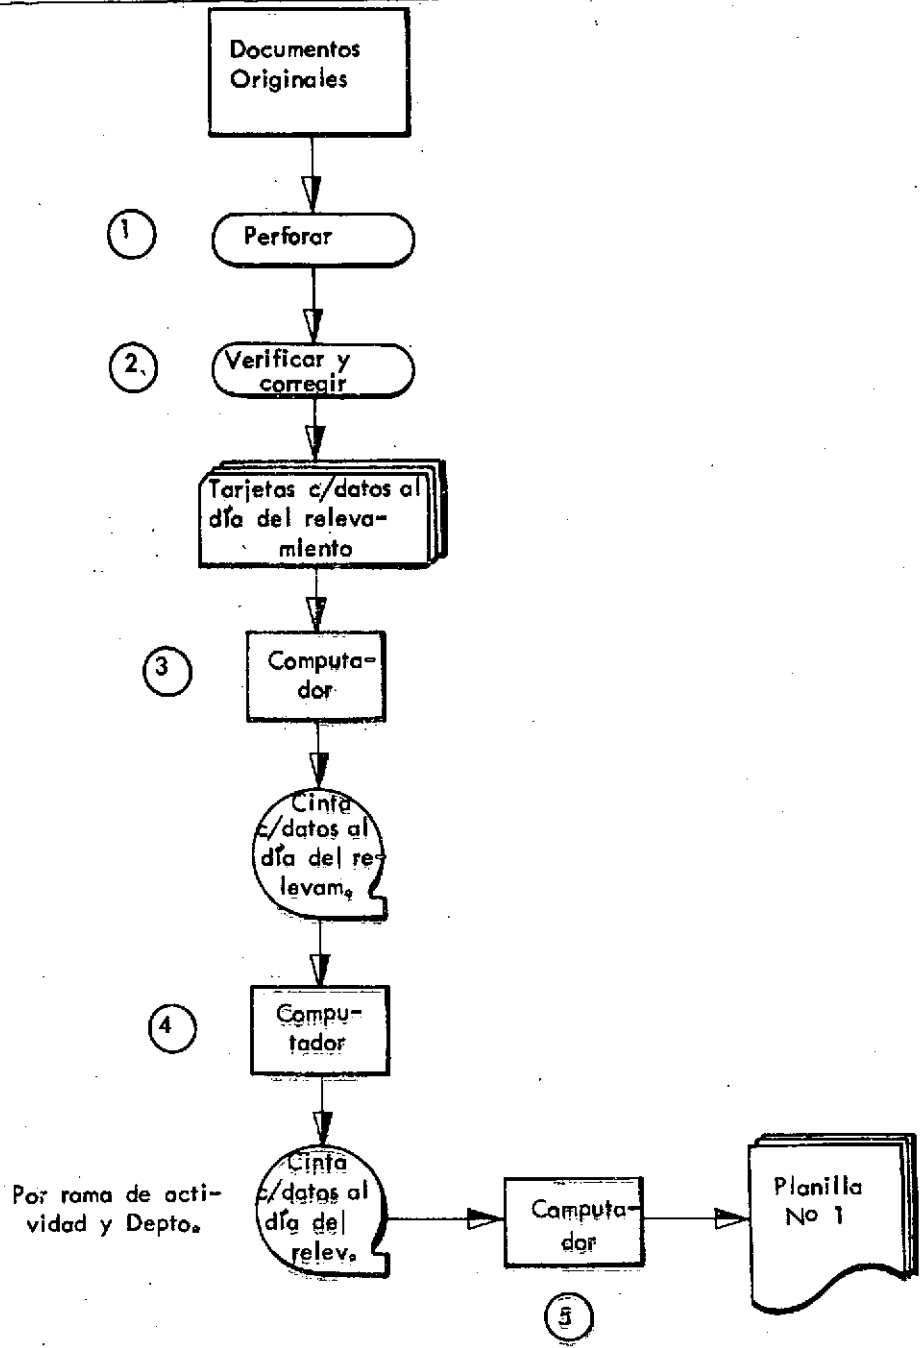 Documentos
Originales
1
Perforar
2
Verificar y
corregir
Tarjetas c/datos al
día del releva-
miento
3
Computa-
dor
Cinta
c/datos al
día del re-
levam.
4
Compu-
tador
Por rama de acti-
vidad y Depto.
Cinta
c/datos al
día del
relev.
Computa-
dor
5
Planilla
Nº 1